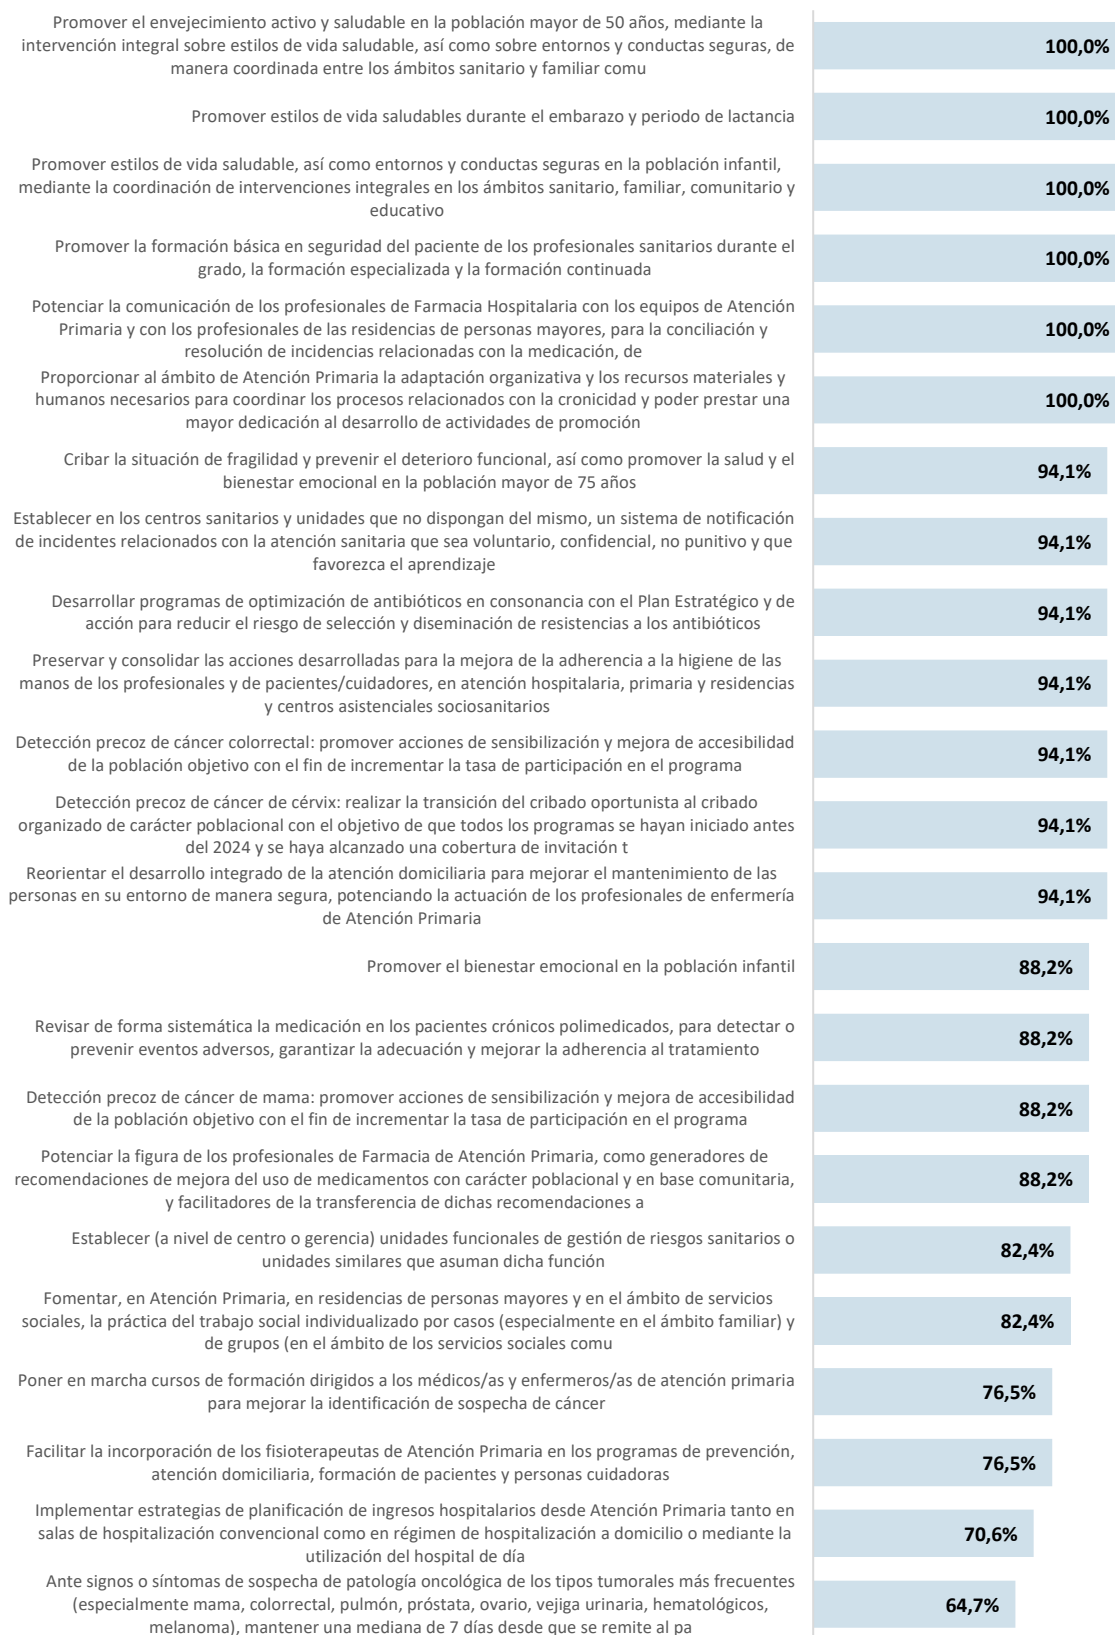 Promover el envejecimiento activo y saludable en la población mayor de 50 años, mediante la
intervención integral sobre estilos de vida saludable, así como sobre entornos y conductas seguras, de
manera coordinada entre los ámbitos sanitario y familiar comu
100,0%
Promover estilos de vida saludables durante el embarazo y periodo de lactancia
100,0%
Promover estilos de vida saludable, así como entornos y conductas seguras en la población infantil,
mediante la coordinación de intervenciones integrales en los ámbitos sanitario, familiar, comunitario y
educativo
100,0%
Promover la formación básica en seguridad del paciente de los profesionales sanitarios durante el
grado, la formación especializada y la formación continuada
100,0%
Potenciar la comunicación de los profesionales de Farmacia Hospitalaria con los equipos de Atención
Primaria y con los profesionales de las residencias de personas mayores, para la conciliación y
resolución de incidencias relacionadas con la medicación, de
100,0%
Proporcionar al ámbito de Atención Primaria la adaptación organizativa y los recursos materiales y
humanos necesarios para coordinar los procesos relacionados con la cronicidad y poder prestar una
mayor dedicación al desarrollo de actividades de promoción
100,0%
Cribar la situación de fragilidad y prevenir el deterioro funcional, así como promover la salud y el
bienestar emocional en la población mayor de 75 años
94,1%
Establecer en los centros sanitarios y unidades que no dispongan del mismo, un sistema de notificación
de incidentes relacionados con la atención sanitaria que sea voluntario, confidencial, no punitivo y que
favorezca el aprendizaje
94,1%
Desarrollar programas de optimización de antibióticos en consonancia con el Plan Estratégico y de
acción para reducir el riesgo de selección y diseminación de resistencias a los antibióticos
94,1%
Preservar y consolidar las acciones desarrolladas para la mejora de la adherencia a la higiene de las
manos de los profesionales y de pacientes/cuidadores, en atención hospitalaria, primaria y residencias
y centros asistenciales sociosanitarios
94,1%
Detección precoz de cáncer colorrectal: promover acciones de sensibilización y mejora de accesibilidad
de la población objetivo con el fin de incrementar la tasa de participación en el programa
94,1%
Detección precoz de cáncer de cérvix: realizar la transición del cribado oportunista al cribado
organizado de carácter poblacional con el objetivo de que todos los programas se hayan iniciado antes
del 2024 y se haya alcanzado una cobertura de invitación t
94,1%
Reorientar el desarrollo integrado de la atención domiciliaria para mejorar el mantenimiento de las
personas en su entorno de manera segura, potenciando la actuación de los profesionales de enfermería
de Atención Primaria
94,1%
Promover el bienestar emocional en la población infantil
88,2%
Revisar de forma sistemática la medicación en los pacientes crónicos polimedicados, para detectar o
prevenir eventos adversos, garantizar la adecuación y mejorar la adherencia al tratamiento
88,2%
Detección precoz de cáncer de mama: promover acciones de sensibilización y mejora de accesibilidad
de la población objetivo con el fin de incrementar la tasa de participación en el programa
88,2%
Potenciar la figura de los profesionales de Farmacia de Atención Primaria, como generadores de
recomendaciones de mejora del uso de medicamentos con carácter poblacional y en base comunitaria,
y facilitadores de la transferencia de dichas recomendaciones a
88,2%
Establecer (a nivel de centro o gerencia) unidades funcionales de gestión de riesgos sanitarios o
unidades similares que asuman dicha función
82,4%
Fomentar, en Atención Primaria, en residencias de personas mayores y en el ámbito de servicios
sociales, la práctica del trabajo social individualizado por casos (especialmente en el ámbito familiar) y
de grupos (en el ámbito de los servicios sociales comu
82,4%
Poner en marcha cursos de formación dirigidos a los médicos/as y enfermeros/as de atención primaria
para mejorar la identificación de sospecha de cáncer
76,5%
Facilitar la incorporación de los fisioterapeutas de Atención Primaria en los programas de prevención,
atención domiciliaria, formación de pacientes y personas cuidadoras
76,5%
Implementar estrategias de planificación de ingresos hospitalarios desde Atención Primaria tanto en
salas de hospitalización convencional como en régimen de hospitalización a domicilio o mediante la
utilización del hospital de día
70,6%
Ante signos o síntomas de sospecha de patología oncológica de los tipos tumorales más frecuentes
(especialmente mama, colorrectal, pulmón, próstata, ovario, vejiga urinaria, hematológicos,
melanoma), mantener una mediana de 7 días desde que se remite al pa
64,7%